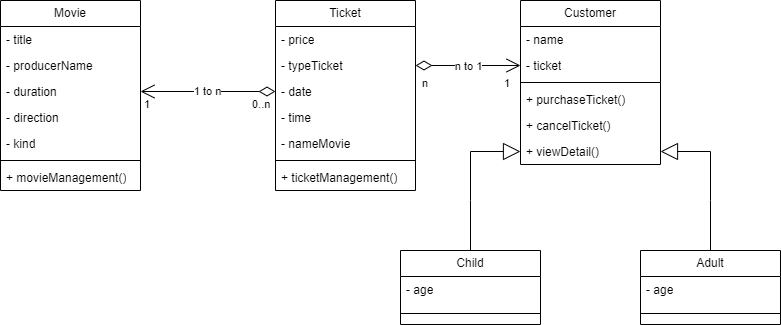 Movie
- title
- producerName
- duration
- direction
- kind
+ movieManagement()
1
1 to n
0..n
Ticket
- price
- typeTicket
- date
- time
- nameMovie
+ ticketManagement()
n
n to 1
1
Customer
- name
- ticket
+ purchaseTicket()
+ cancelTicket()
+ viewDetail()
Child
- age
Adult
- age